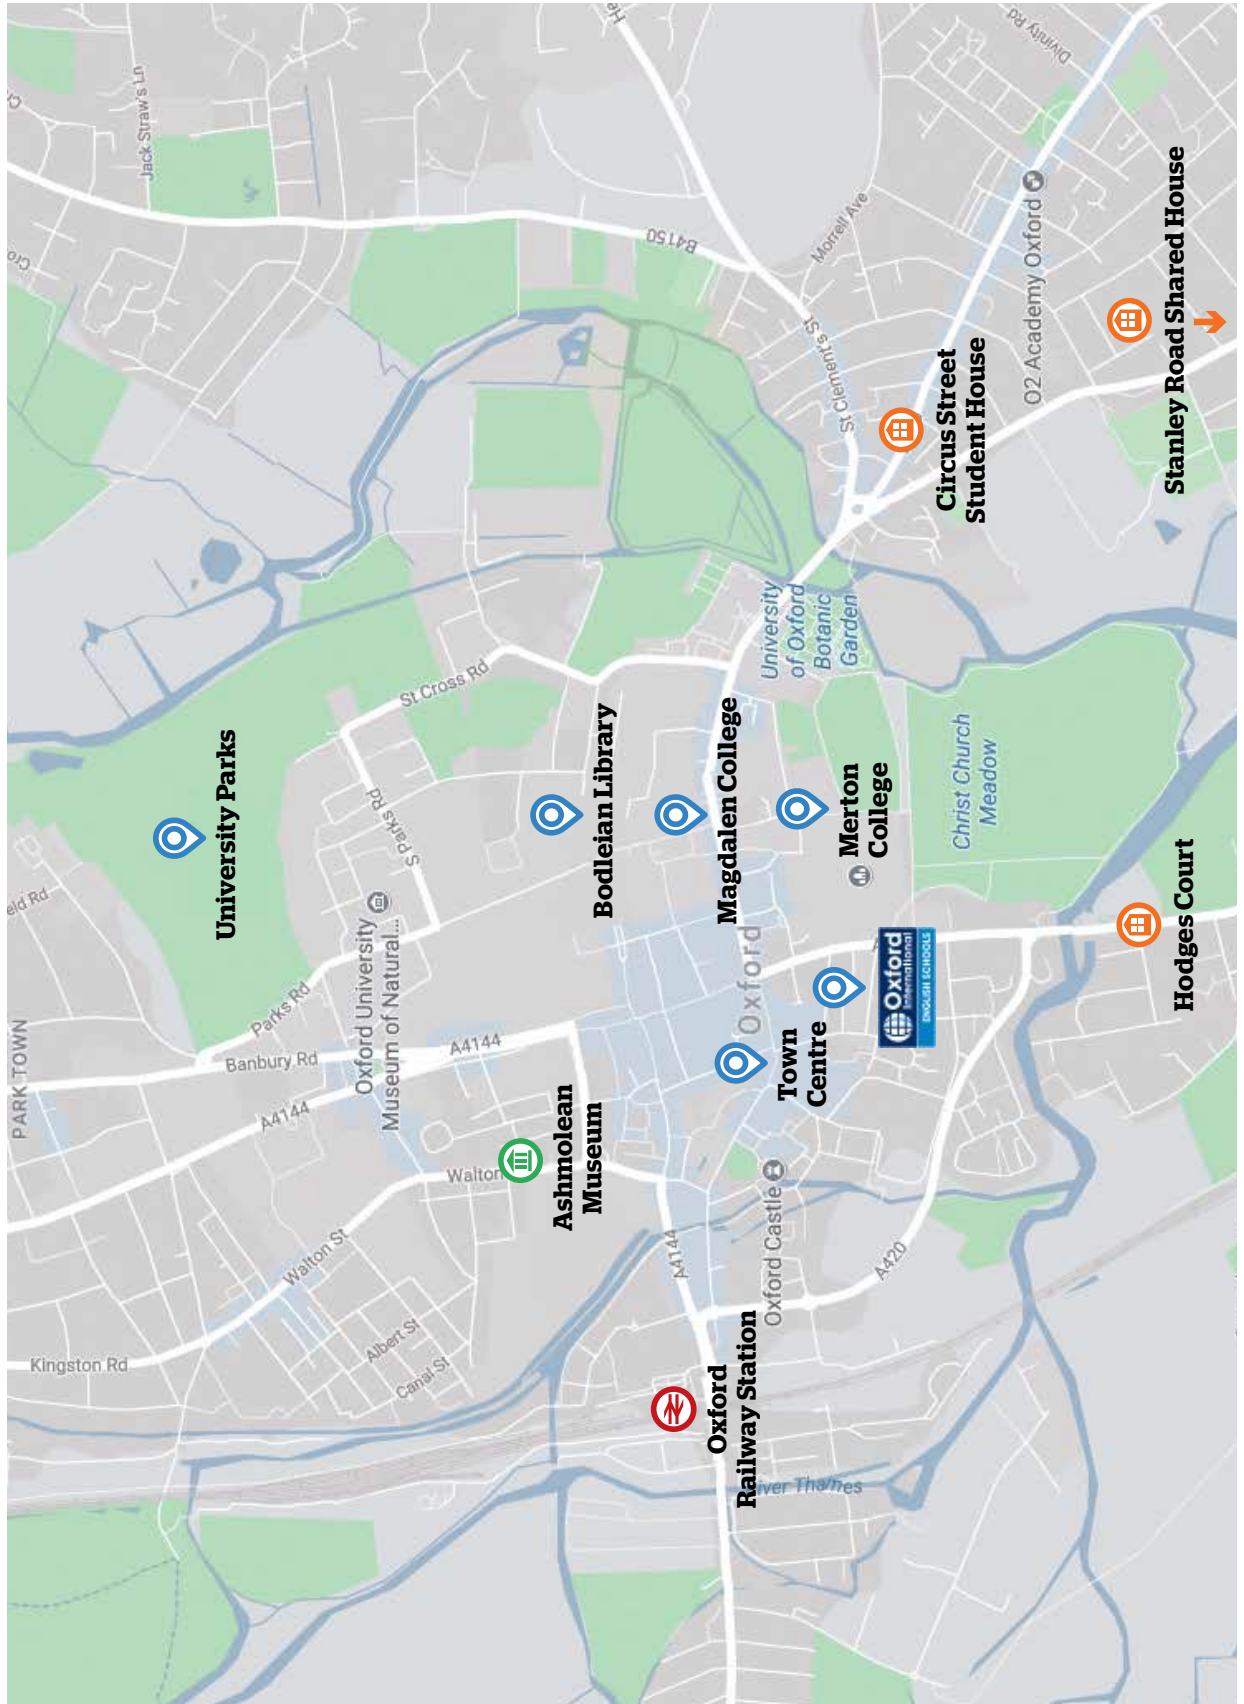 PARK TOWN
Kingston Rd
Banbury Rd
A4144
Walton St
Albert St
Canal St
Parks Rd
University Parks
Jack Straw's Ln
S Parks Rd
Oxford University
Museum of Natural...
A4144
St Cross Rd
Walton
Ashmolean
Museum
Bodleian Library
B4150
A4144
Oxford
Railway Station
Magdalen College
Oxford
Oxford Castle
Town
Centre
University
of Oxford
Botanic
Garden
St Clement's St
Morrell Ave
Divinity Rd
Merton
College
Oxford
International
ENGLISH SCHOOLS
A420
Christ Church
Meadow
Circus Street
Student House
O2 Academy Oxford
Hodges Court
Stanley Road Shared House
Thames